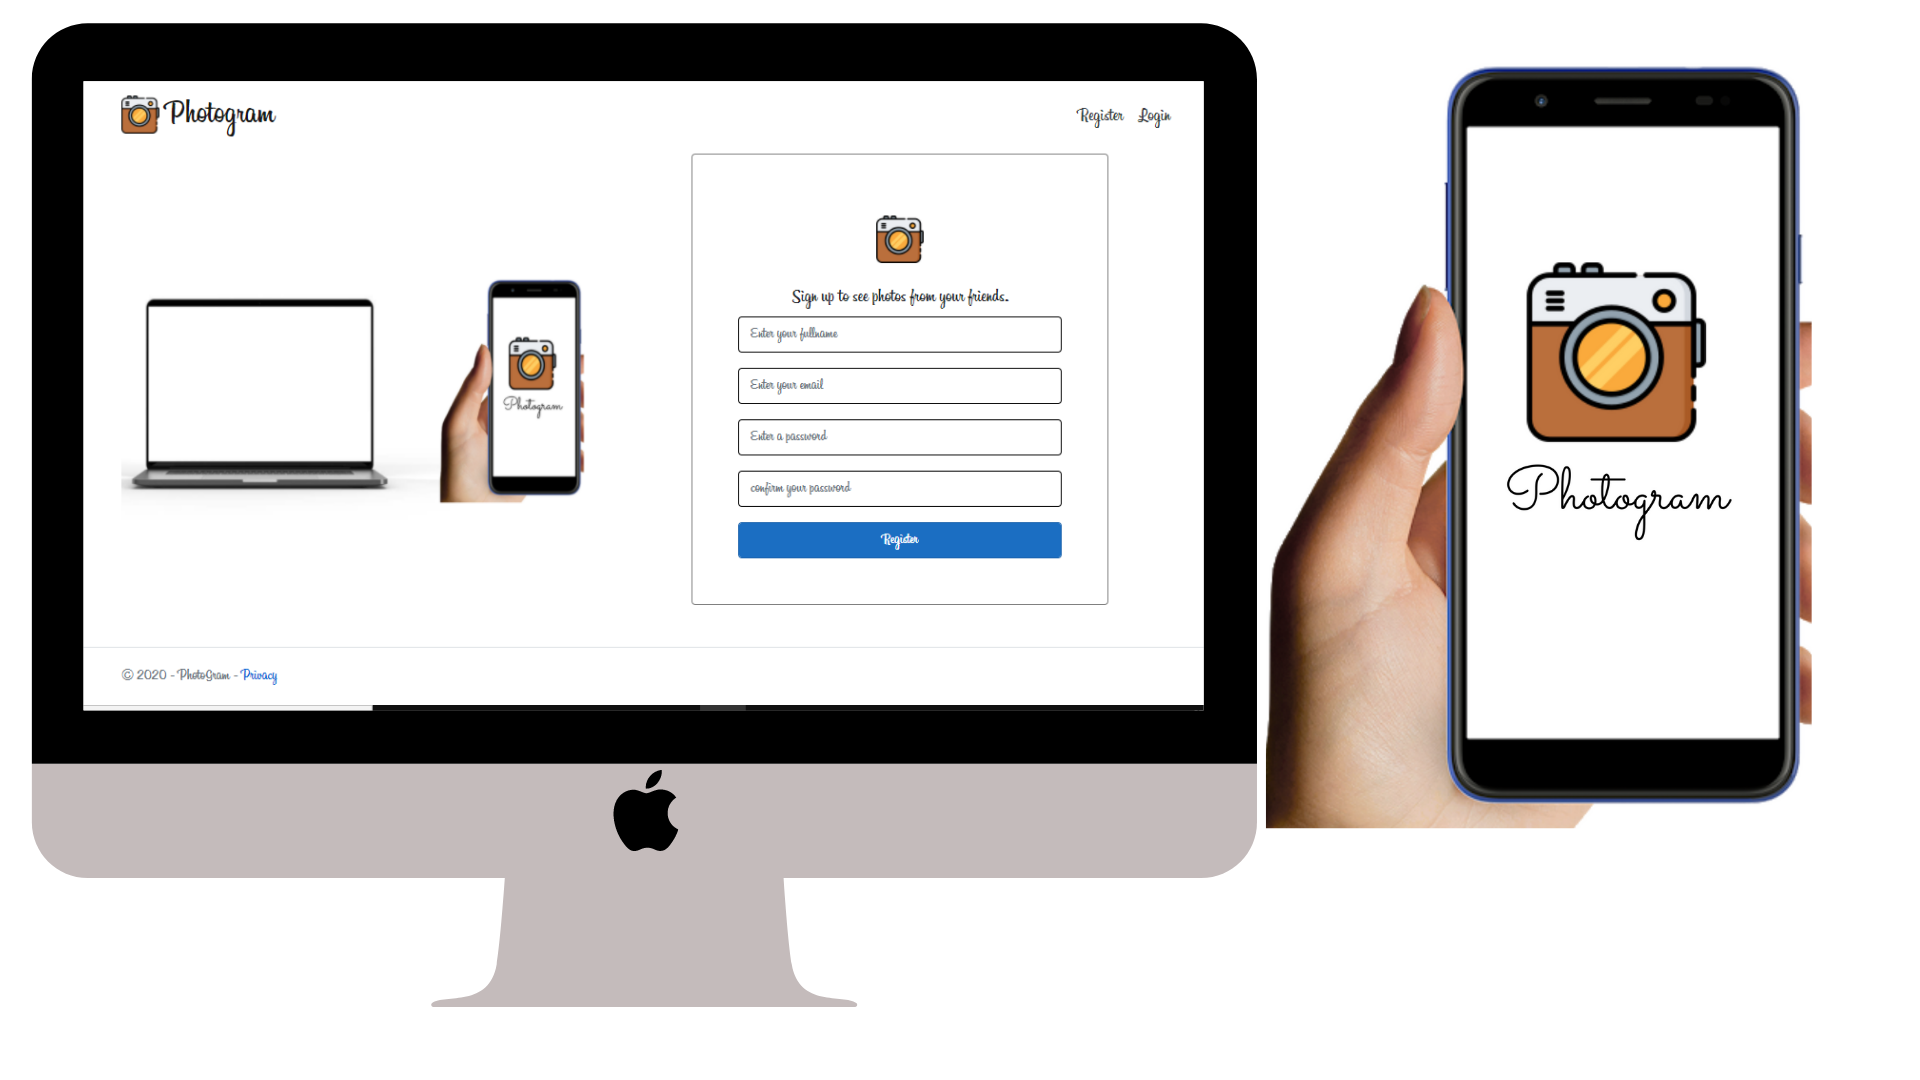 Photogram
Register Login
Sign up to see photos from your friends.
Enter your fullname
Enter your email
Enter a password
confirm your password
Register
Photogram
© 2020 - PhotoGram - Privacy
Photogram